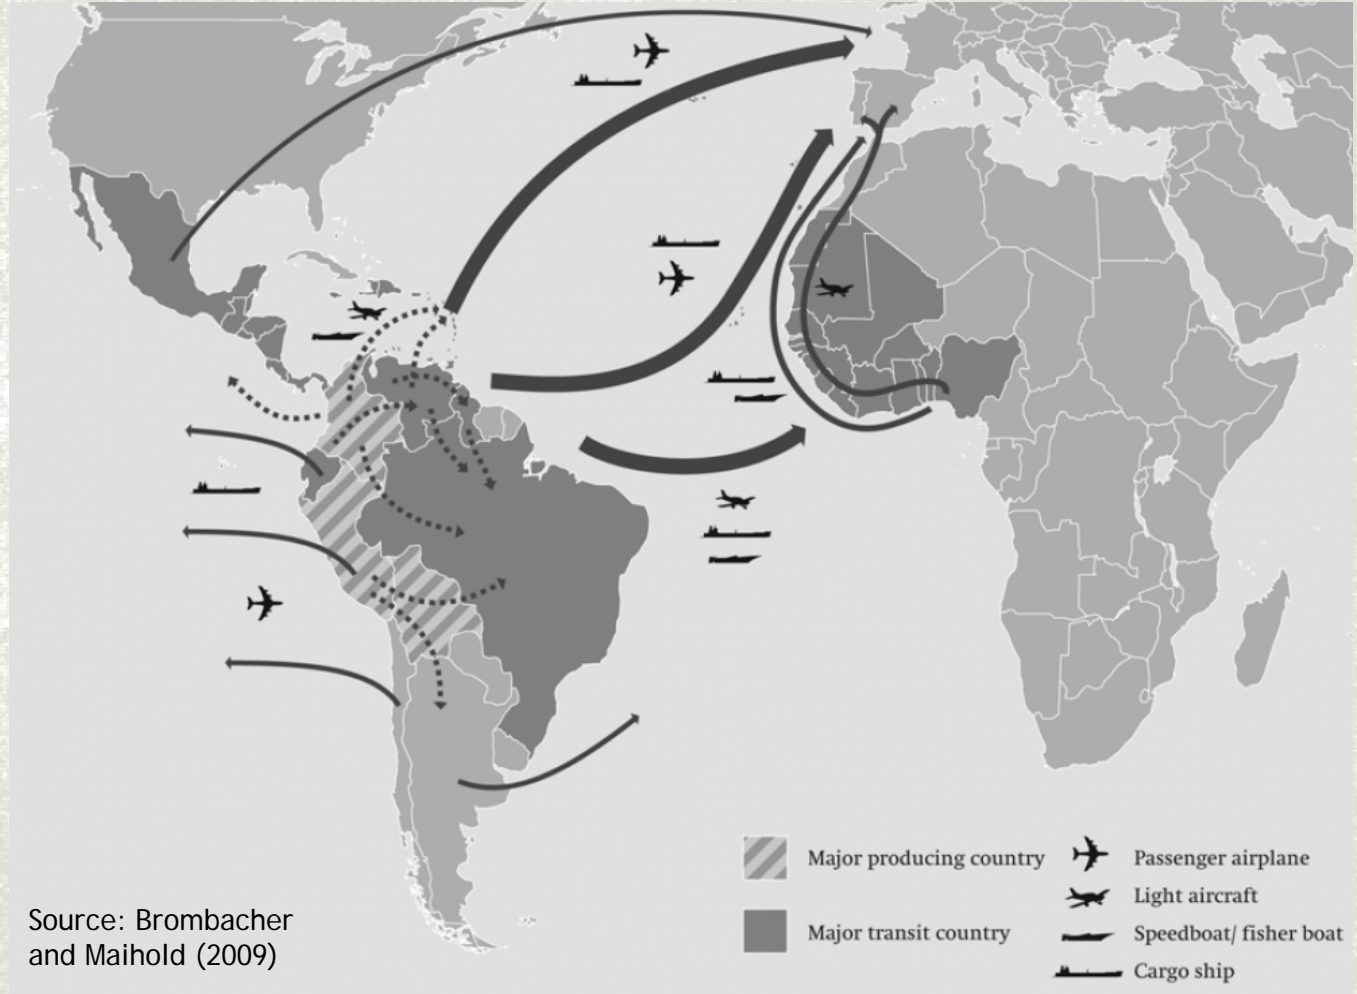 Major producing country
Major transit country
Passenger airplane
Light aircraft
Speedboat/ fisher boat
Cargo ship
Source: Brombacher
and Maihold (2009)